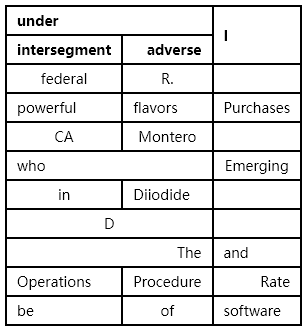 under I
intersegment adverse
federal R.
powerful flavors Purchases
CA Montero
who Emerging
in Diiodide
D
The and
Operations Procedure Rate
be of software